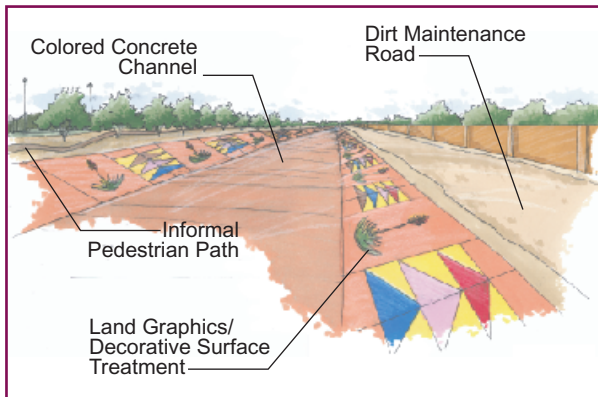 Colored Concrete
Channel
Dirt Maintenance
Road
Informal
Pedestrian Path
Land Graphics/
Decorative Surface
Treatment